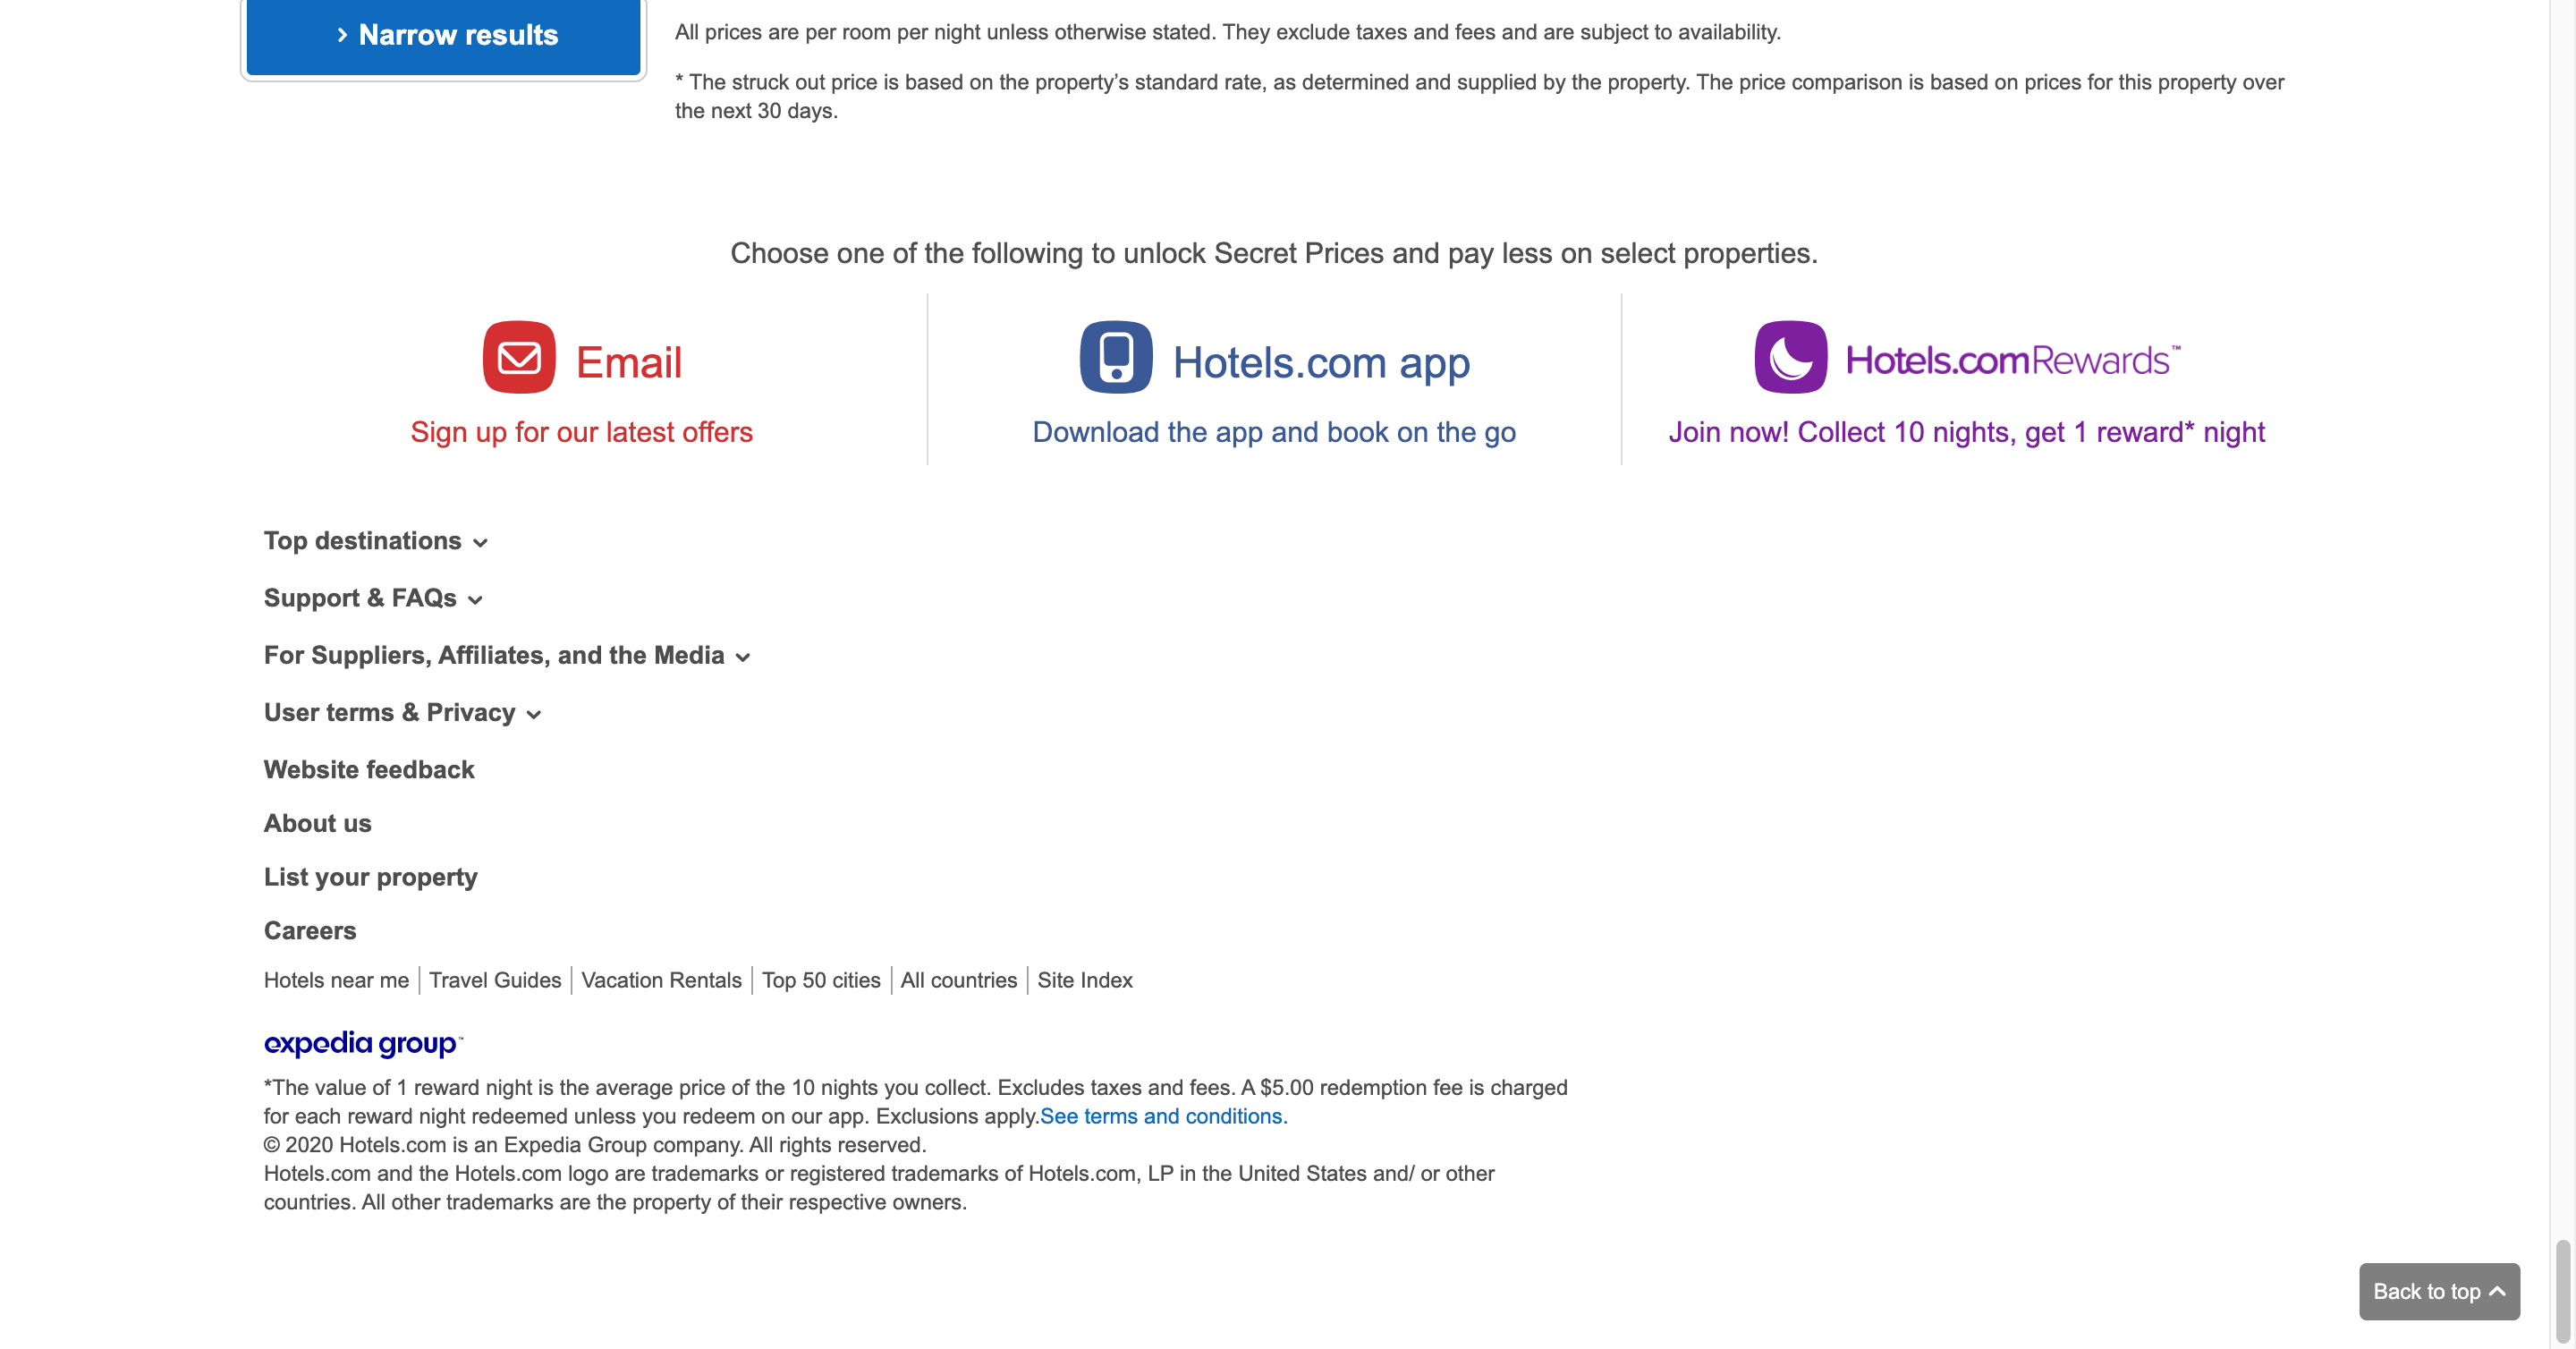 Narrow results
All prices are per room per night unless otherwise stated. They exclude taxes and fees and are subject to availability.
* The struck out price is based on the property’s standard rate, as determined and supplied by the property. The price comparison is based on prices for this property over
the next 30 days.
Choose one of the following to unlock Secret Prices and pay less on select properties.
Email
Sign up for our latest offers
Hotels.com app
Download the app and book on the go
Hotels.comRewards™
Join now! Collect 10 nights, get 1 reward* night
Top destinations
Support & FAQs
For Suppliers, Affiliates, and the Media
User terms & Privacy
Website feedback
About us
List your property
Careers
Hotels near me | Travel Guides | Vacation Rentals | Top 50 cities | All countries | Site Index
expedia group™
*The value of 1 reward night is the average price of the 10 nights you collect. Excludes taxes and fees. A $5.00 redemption fee is charged
for each reward night redeemed unless you redeem on our app. Exclusions apply.See terms and conditions.
© 2020 Hotels.com is an Expedia Group company. All rights reserved.
Hotels.com and the Hotels.com logo are trademarks or registered trademarks of Hotels.com, LP in the United States and/ or other
countries. All other trademarks are the property of their respective owners.
Back to top